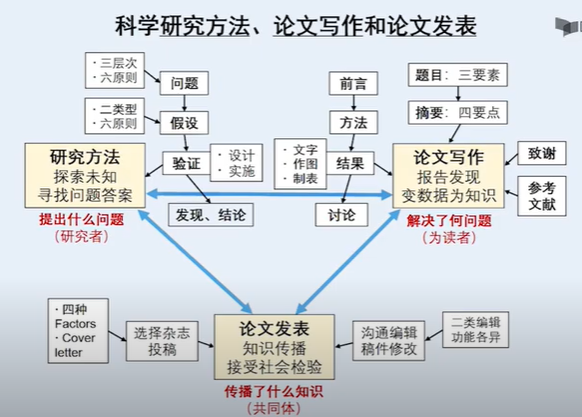 科学研究方法、论文写作和论文发表
· 三层次
· 六原则
问题
前言
题目：三要素
· 二类型
· 六原则
假设
方法
摘要：四要点
研究方法
探索未知
寻找问题答案
验证
· 设计
· 实施
· 文字
· 作图
· 制表
结果
论文写作
报告发现
变数据为知识
致谢
参考
文献
发现、结论
讨论
提出什么问题
（研究者）
解决了何问题
（为读者）
· 四种
Factors
· Cover
letter
选择杂志
投稿
论文发表
知识传播
接受社会检验
沟通编辑
稿件修改
二类编辑
功能各异
传播了什么知识
（共同体）